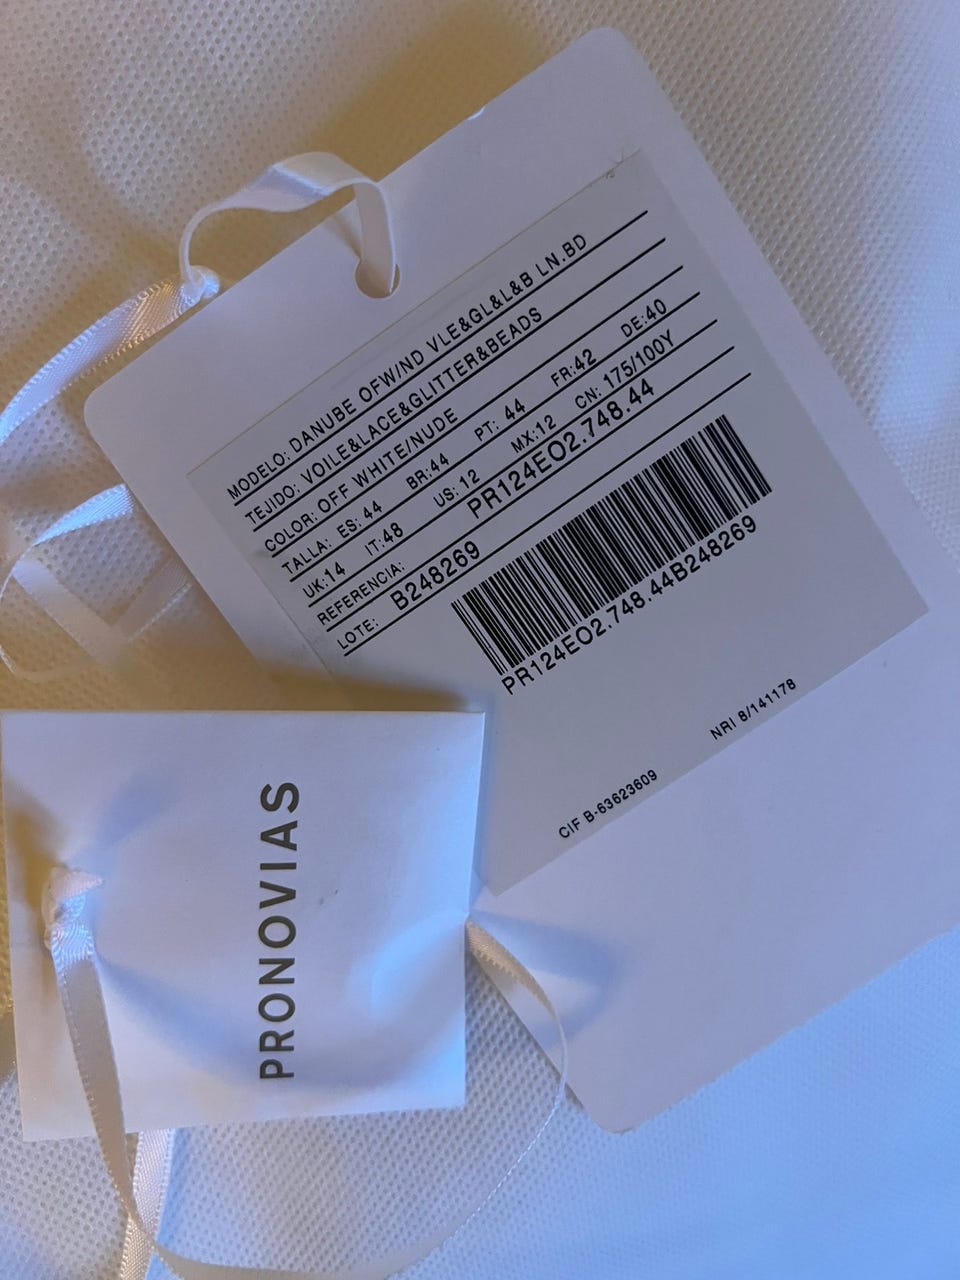 MODELO: DANUBE OFW/ND VLE&GL&L&B LN.BD
TEJIDO: VOILE&LACE&GLITTER&BEADS
COLOR: OFF WHITE/NUDE
TALLA: ES: 44 BR:44 PT: 44 FR:42 DE:40
UK:14 IT:48 US: 12 MX:12 CN: 175/100Y
REFERENCIA: PR124EO2.748.44
LOTE: B248269
PR124EO2.748.44B248269
CIF B-63623609 NRI 8/141178
PRONOVIAS